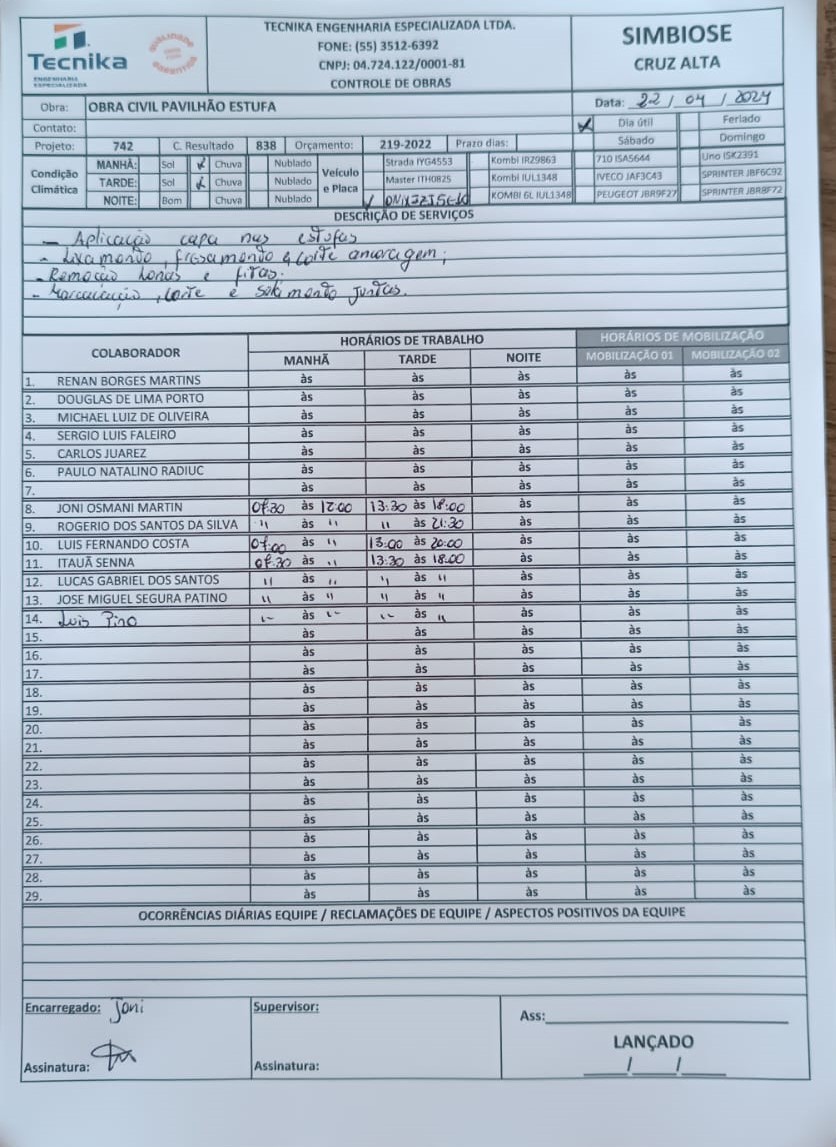 Tecnika
ENGENHARIA
ESPECIALIZADA
QUALIDADE
GARANTIDA
TECNIKA ENGENHARIA ESPECIALIZADA LTDA.
FONE: (55) 3512-6392
CNPJ: 04.724.122/0001-81
CONTROLE DE OBRAS
SIMBIOSE
CRUZ ALTA
Obra: OBRA CIVIL PAVILHÃO ESTUFA
Data: 22 / 04 / 2024
Contato:
Dia útil Feriado
Projeto: 742 C. Resultado 838 Orçamento: 219-2022 Prazo dias:
Sábado Domingo
Condição Climática
MANHÃ: Sol Chuva Nublado
TARDE: Sol Chuva Nublado
NOITE: Bom Chuva Nublado
Veículo e Placa
Strada IYG4553 Kombi IRZ9863 710 ISA5644 Uno ISK2391
Master ITH0R25 Kombi IUL1348 IVECO JAF3C43 SPRINTER JBF6C92
KOMBI 6L IUL1348 PEUGEOT JBR9F27 SPRINTER JBR8F72
DESCRIÇÃO DE SERVIÇOS
- Aplicação capa nas estufas
- Lixamento, fresamento e corte ancoragem;
- Remoção lonas e fitas.
corte e juntas.
COLABORADOR
HORÁRIOS DE TRABALHO
HORÁRIOS DE MOBILIZAÇÃO
MANHÃ TARDE NOITE MOBILIZAÇÃO 01 MOBILIZAÇÃO 02
1. RENAN BORGES MARTINS às às às às às
2. DOUGLAS DE LIMA PORTO às às às às às
3. MICHAEL LUIZ DE OLIVEIRA às às às às às
4. SERGIO LUIS FALEIRO às às às às às
5. CARLOS JUAREZ às às às às às
6. PAULO NATALINO RADIUC às às às às às
7. às às às às às
8. JONI OSMANI MARTIN 07:30 às 12:00 13:30 às 18:00 às às às
9. ROGERIO DOS SANTOS DA SILVA " às " " às 21:30 às às às
10. LUIS FERNANDO COSTA 07:00 às " 13:00 às 20:00 às às às
11. ITAUÃ SENNA 07:30 às " 13:30 às 18:00 às às às
12. LUCAS GABRIEL DOS SANTOS " às " " às " às às às
13. JOSE MIGUEL SEGURA PATINO " às " " às " às às às
14. Luis Pino " às " " às " às às às
15. às às às às às
16. às às às às às
17. às às às às às
18. às às às às às
19. às às às às às
20. às às às às às
21. às às às às às
22. às às às às às
23. às às às às às
24. às às às às às
25. às às às às às
26. às às às às às
27. às às às às às
28. às às às às às
29. às às às às às
OCORRÊNCIAS DIÁRIAS EQUIPE / RECLAMAÇÕES DE EQUIPE / ASPECTOS POSITIVOS DA EQUIPE
Encarregado: Joni
Supervisor:
Ass:
LANÇADO
Assinatura:
Assinatura:
/ /